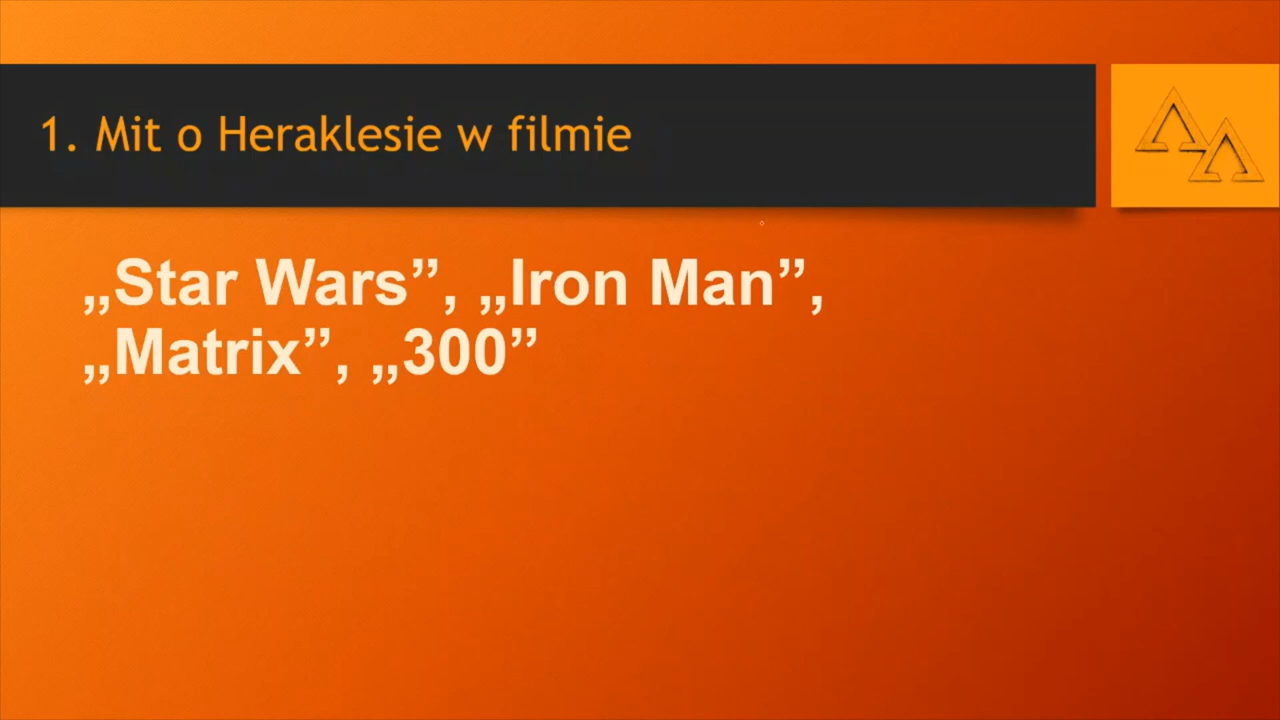 1. Mit o Heraklesie w filmie
„Star Wars”, „Iron Man”,
„Matrix”, „300”